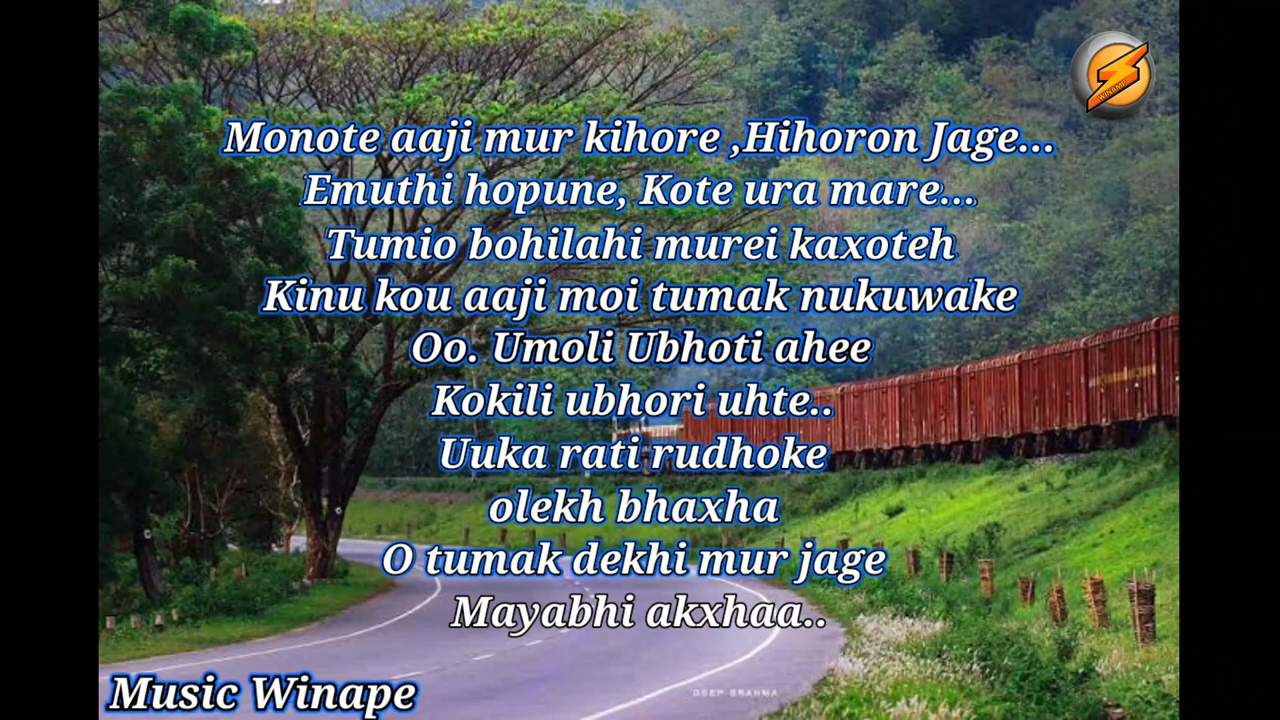 WINAMP
Monote aaji mur kihore ,Hihoron Jage...
Emuthi hopune, Kote ura mare...
Tumio bohilahi murei kaxoteh
Kinu kou aaji moi tumak nukuwake
Oo. Umoli Ubhoti ahee
Kokili ubhori uhte..
Uuka rati rudhoke
olekh bhaxha
O tumak dekhi mur jage
Mayabhi akxhaa..
Music Winape
DEEP BRAHMA